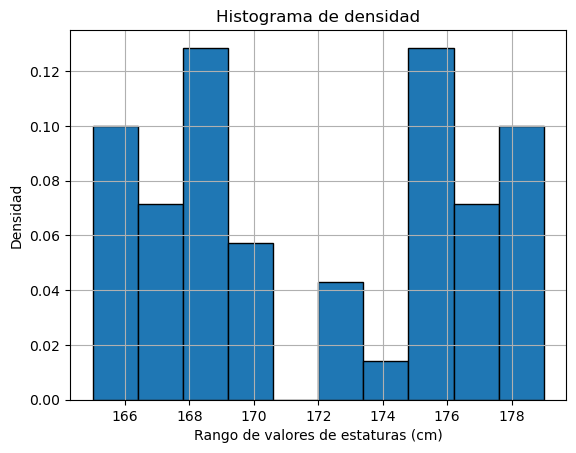 Histograma de densidad
Densidad
0.12
0.10
0.08
0.06
0.04
0.02
0.00
166 168 170 172 174 176 178
Rango de valores de estaturas (cm)